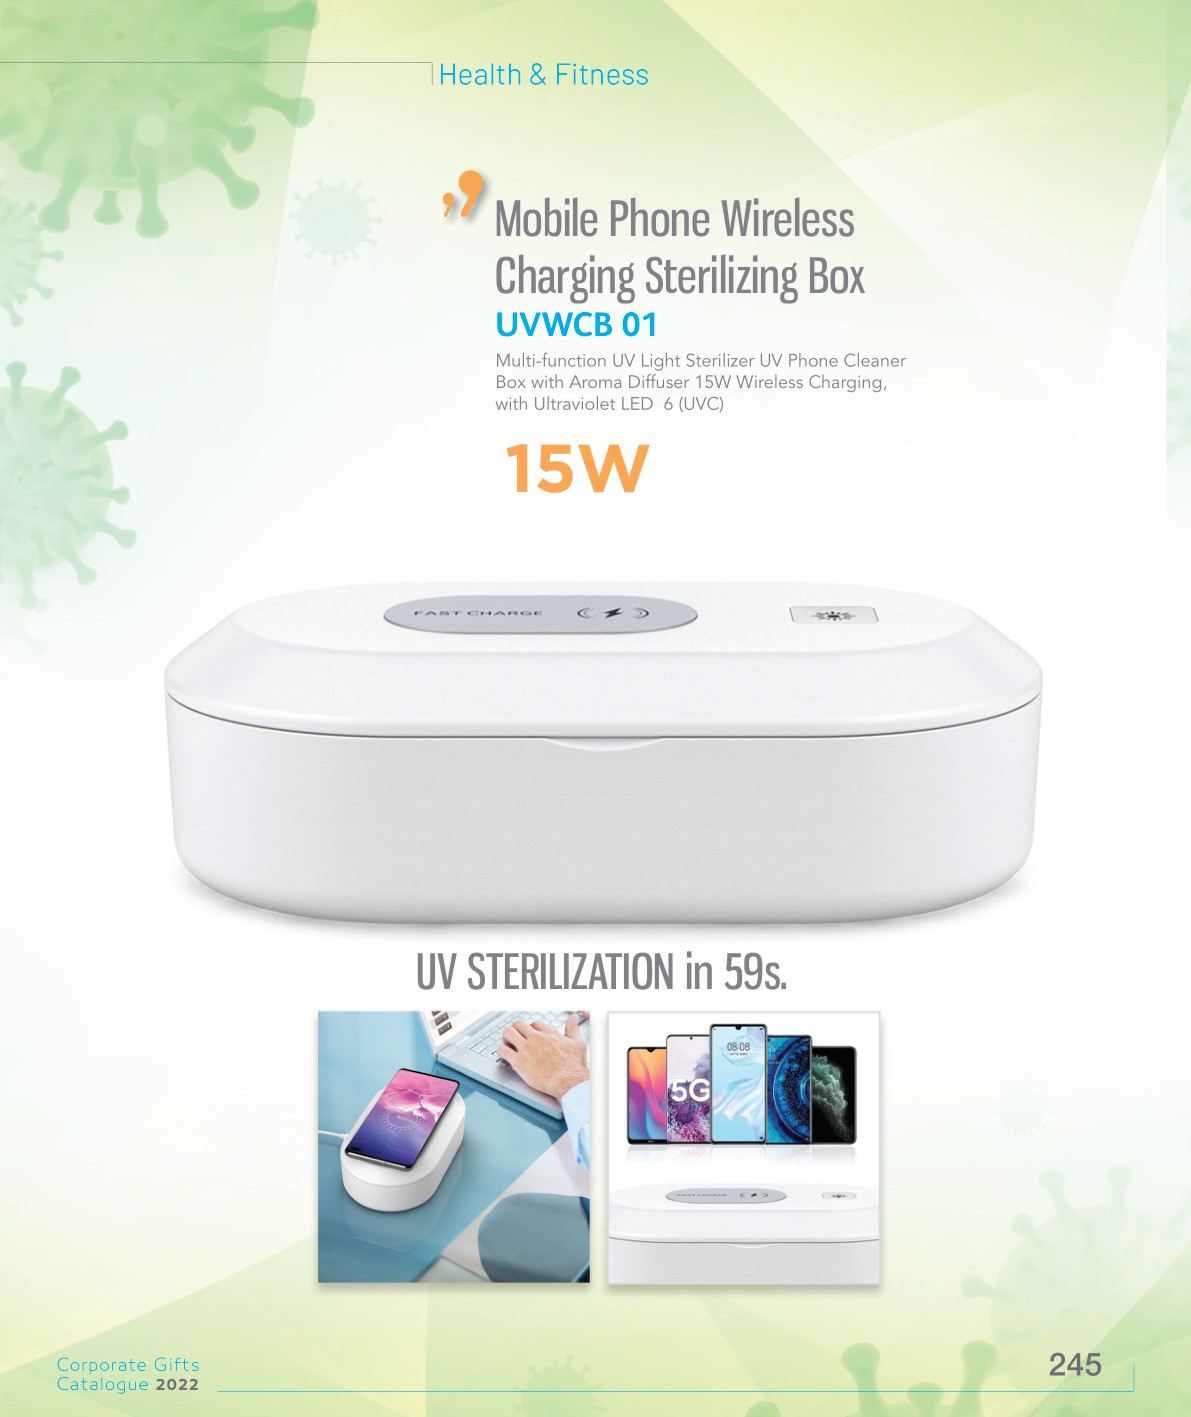 Health & Fitness
Mobile Phone Wireless
Charging Sterilizing Box
UVWCB 01
Multi-function UV Light Sterilizer UV Phone Cleaner
Box with Aroma Diffuser 15W Wireless Charging,
with Ultraviolet LED  6 (UVC)
15W
FAST CHARGE
UV STERILIZATION in 59s.
08-08
5G
FAST CHARGE
Corporate Gifts
Catalogue 2022
245